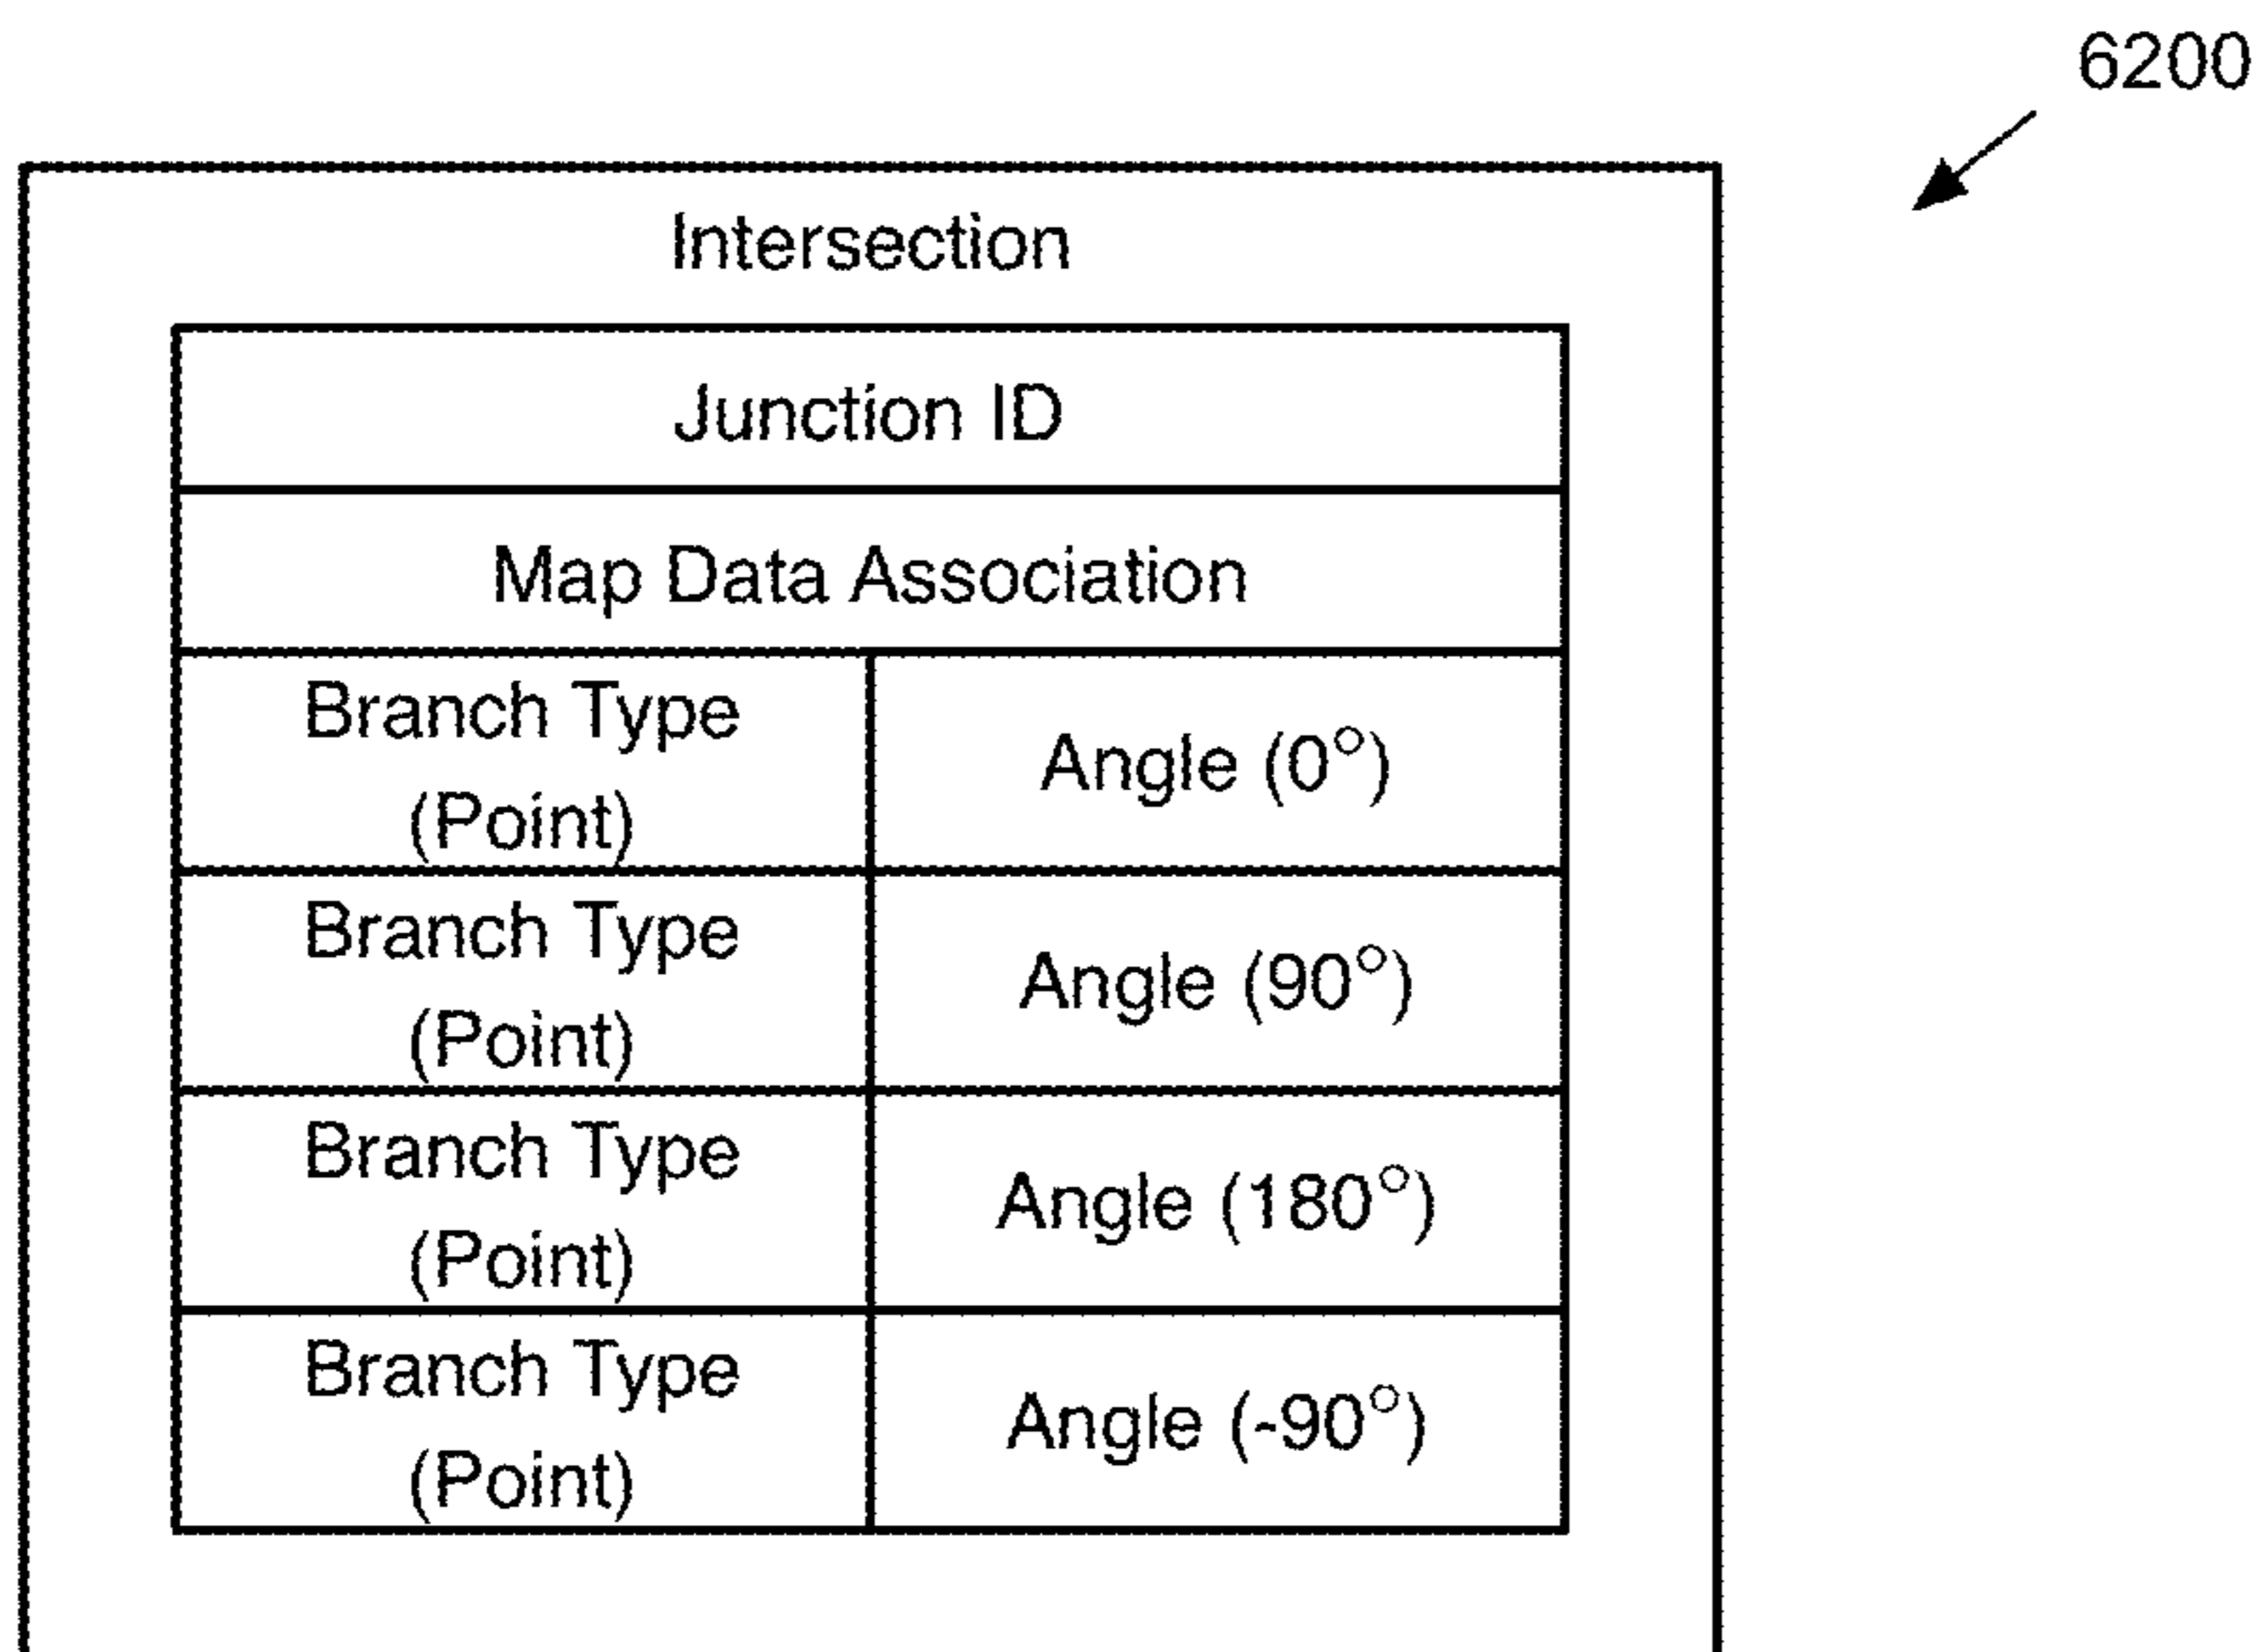 6200
Intersection
Junction ID
Map Data Association
Branch Type
(Point)
Angle (0°)
Branch Type
(Point)
Angle (90°)
Branch Type
(Point)
Angle (180°)
Branch Type
(Point)
Angle (-90°)